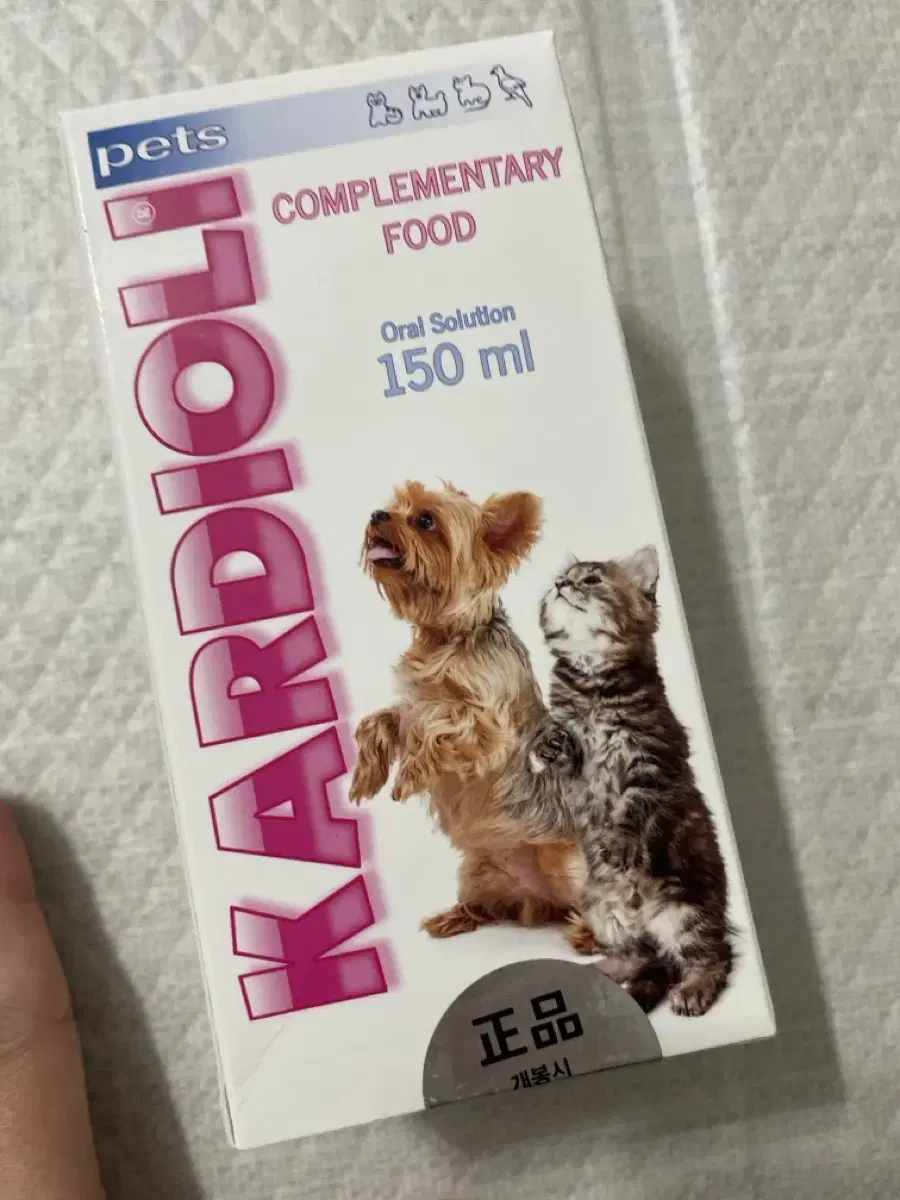 pets
KARDIOLI
COMPLEMENTARY
FOOD
Oral Solution
150 ml
正品
개봉시